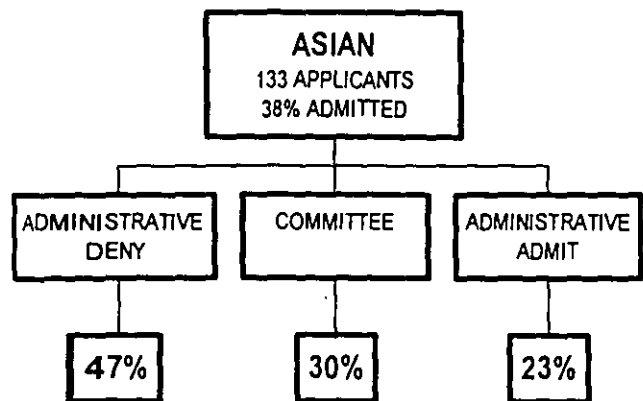 ASIAN
133 APPLICANTS
38% ADMITTED
ADMINISTRATIVE
DENY
COMMITTEE
ADMINISTRATIVE
ADMIT
47%
30%
23%